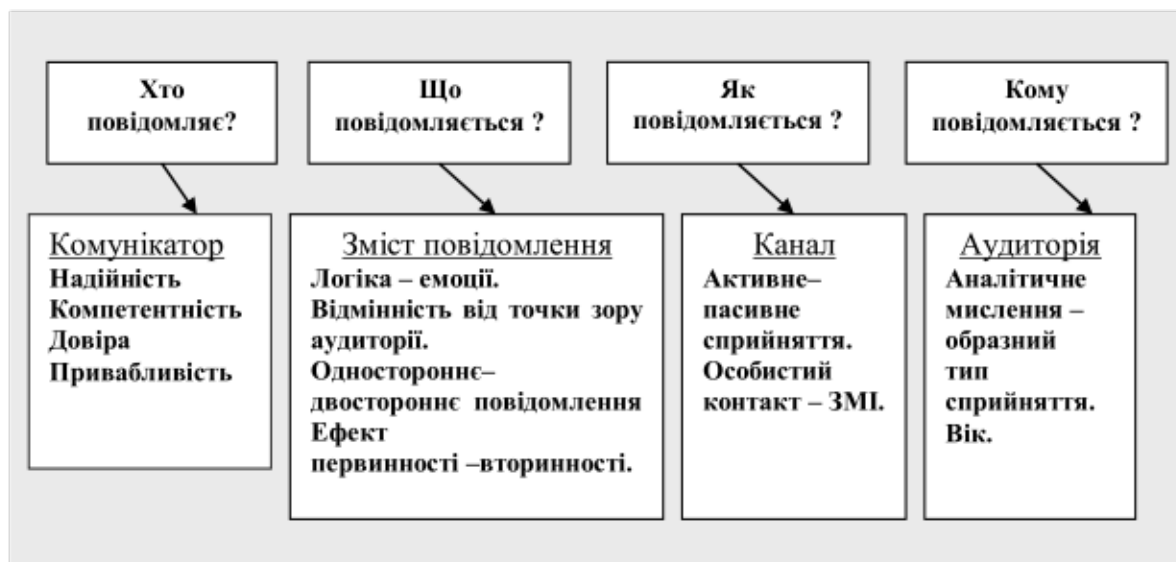 Хто
повідомляє?
Що
повідомляється ?
Як
повідомляється ?
Кому
повідомляється ?
Комунікатор
Надійність
Компетентність
Довіра
Привабливість
Зміст повідомлення
Логіка – емоції.
Відмінність від точки зору
аудиторії.
Одностороннє–
двостороннє повідомлення
Ефект
первинності –вторинності.
Канал
Активне–
пасивне
сприйняття.
Особистий
контакт – ЗМІ.
Аудиторія
Аналітичне
мислення –
образний
тип
сприйняття.
Вік.